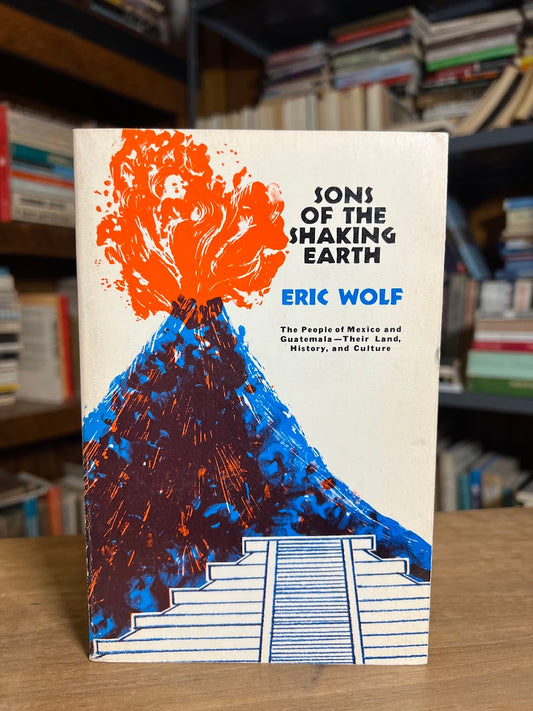 SONS
OF THE
SHAKING
EARTH
ERIC WOLF
The People of Mexico and
Guatemala—Their Land,
History, and Culture